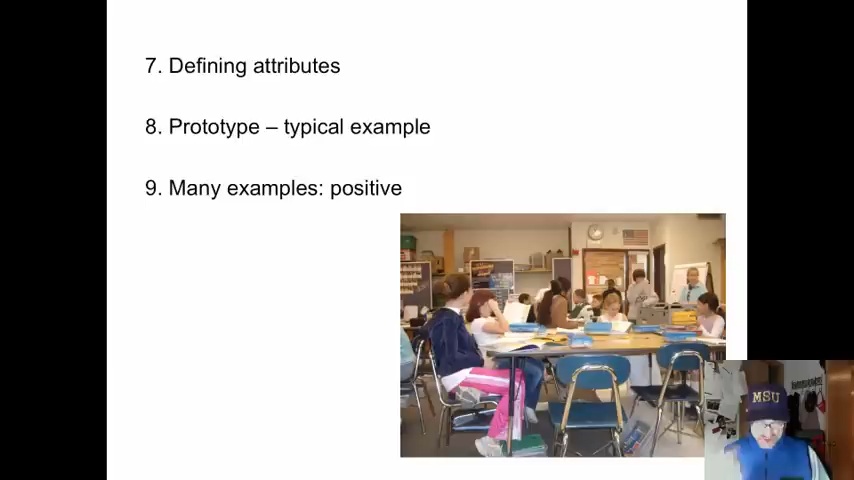 7. Defining attributes
8. Prototype – typical example
9. Many examples: positive
MSU